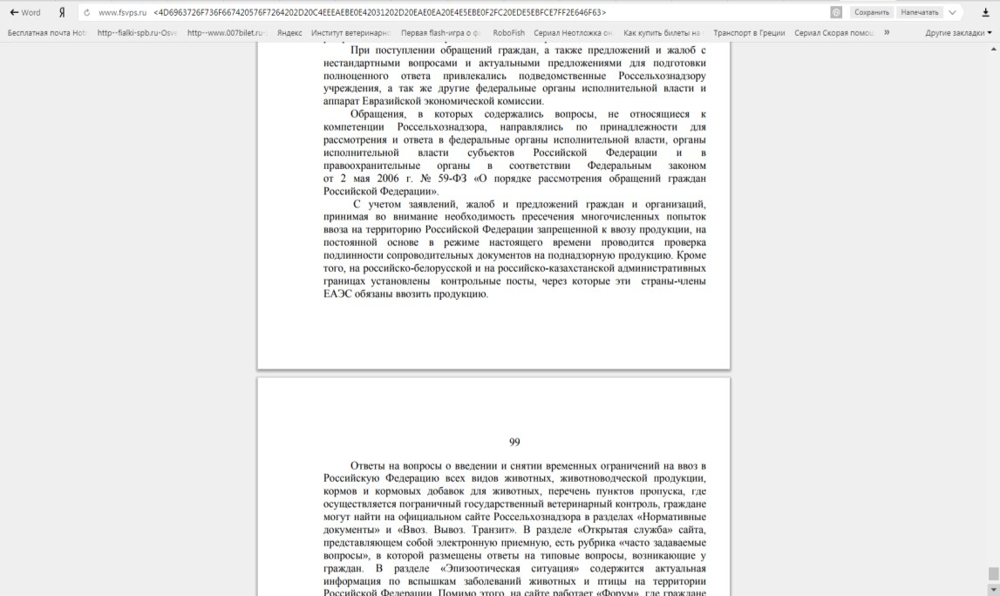 Word
Я
www.fsvps.ru <4D6963726F736F667420576F7264202D20C4EEEAEBE0E42031202D20EAE0EA20E4E5EBE0F2FC20EDE5EBFCE7FF2E646F63>
Сохранить
Напечатать
Бесплатная почта Hot
http--fialki-spb.ru-Osve
http--www.007bilet.ru-
Яндекс
Институт ветеринарно
Первая flash-игра о ф
RoboFish
Сериал Неотложка он
Как купить билеты на
Транспорт в Греции
Сериал Скорая помощ
»
Другие закладки
При поступлении обращений граждан, а также предложений и жалоб с
нестандартными вопросами и актуальными предложениями для подготовки
полноценного ответа привлекались подведомственные Россельхознадзору
учреждения, а так же другие федеральные органы исполнительной власти и
аппарат Евразийской экономической комиссии.
Обращения, в которых содержались вопросы, не относящиеся к
компетенции Россельхознадзора, направлялись по принадлежности для
рассмотрения и ответа в федеральные органы исполнительной власти, органы
исполнительной власти субъектов Российской Федерации и в
правоохранительные органы в соответствии Федеральным законом
от 2 мая 2006 г. № 59-ФЗ «О порядке рассмотрения обращений граждан
Российской Федерации».
С учетом заявлений, жалоб и предложений граждан и организаций,
принимая во внимание необходимость пресечения многочисленных попыток
ввоза на территорию Российской Федерации запрещенной к ввозу продукции, на
постоянной основе в режиме настоящего времени проводится проверка
подлинности сопроводительных документов на поднадзорную продукцию. Кроме
того, на российско-белорусской и на российско-казахстанской административных
границах установлены контрольные посты, через которые эти страны-члены
ЕАЭС обязаны ввозить продукцию.
99
Ответы на вопросы о введении и снятии временных ограничений на ввоз в
Российскую Федерацию всех видов животных, животноводческой продукции,
кормов и кормовых добавок для животных, перечень пунктов пропуска, где
осуществляется пограничный государственный ветеринарный контроль, граждане
могут найти на официальном сайте Россельхознадзора в разделах «Нормативные
документы» и «Ввоз. Вывоз. Транзит». В разделе «Открытая служба» сайта,
представляющем собой электронную приемную, есть рубрика «часто задаваемые
вопросы», в которой размещены ответы на типовые вопросы, возникающие у
граждан. В разделе «Эпизоотическая ситуация» содержится актуальная
информация по вспышкам заболеваний животных и птицы на территории
Российской Федерации. Помимо этого, на сайте работает «Форум», где граждане